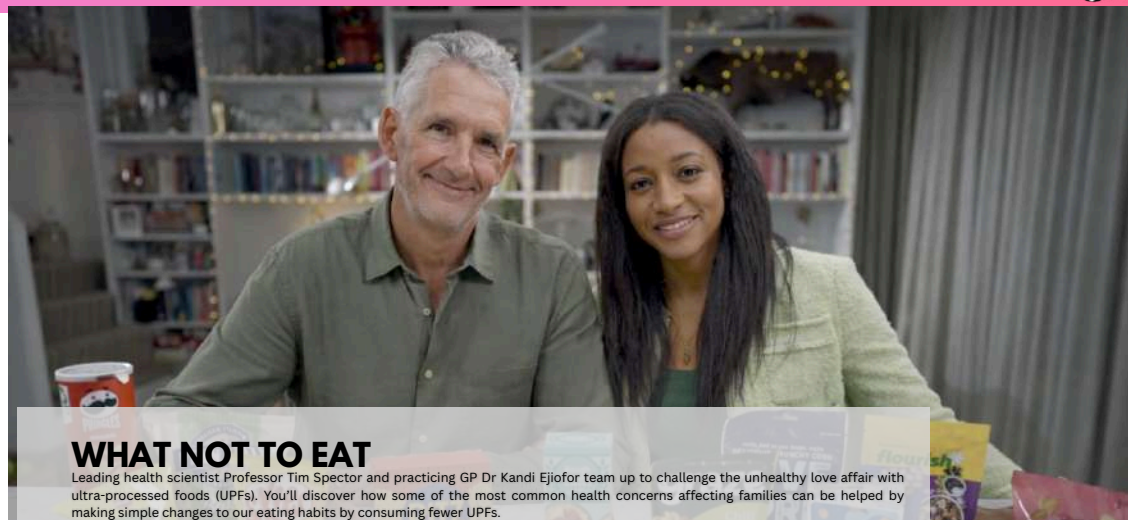 WHAT NOT TO EAT
Leading health scientist Professor Tim Spector and practicing GP Dr Kandi Ejiofor team up to challenge the unhealthy love affair with
ultra-processed foods (UPFs). You’ll discover how some of the most common health concerns affecting families can be helped by
making simple changes to our eating habits by consuming fewer UPFs.
flourish